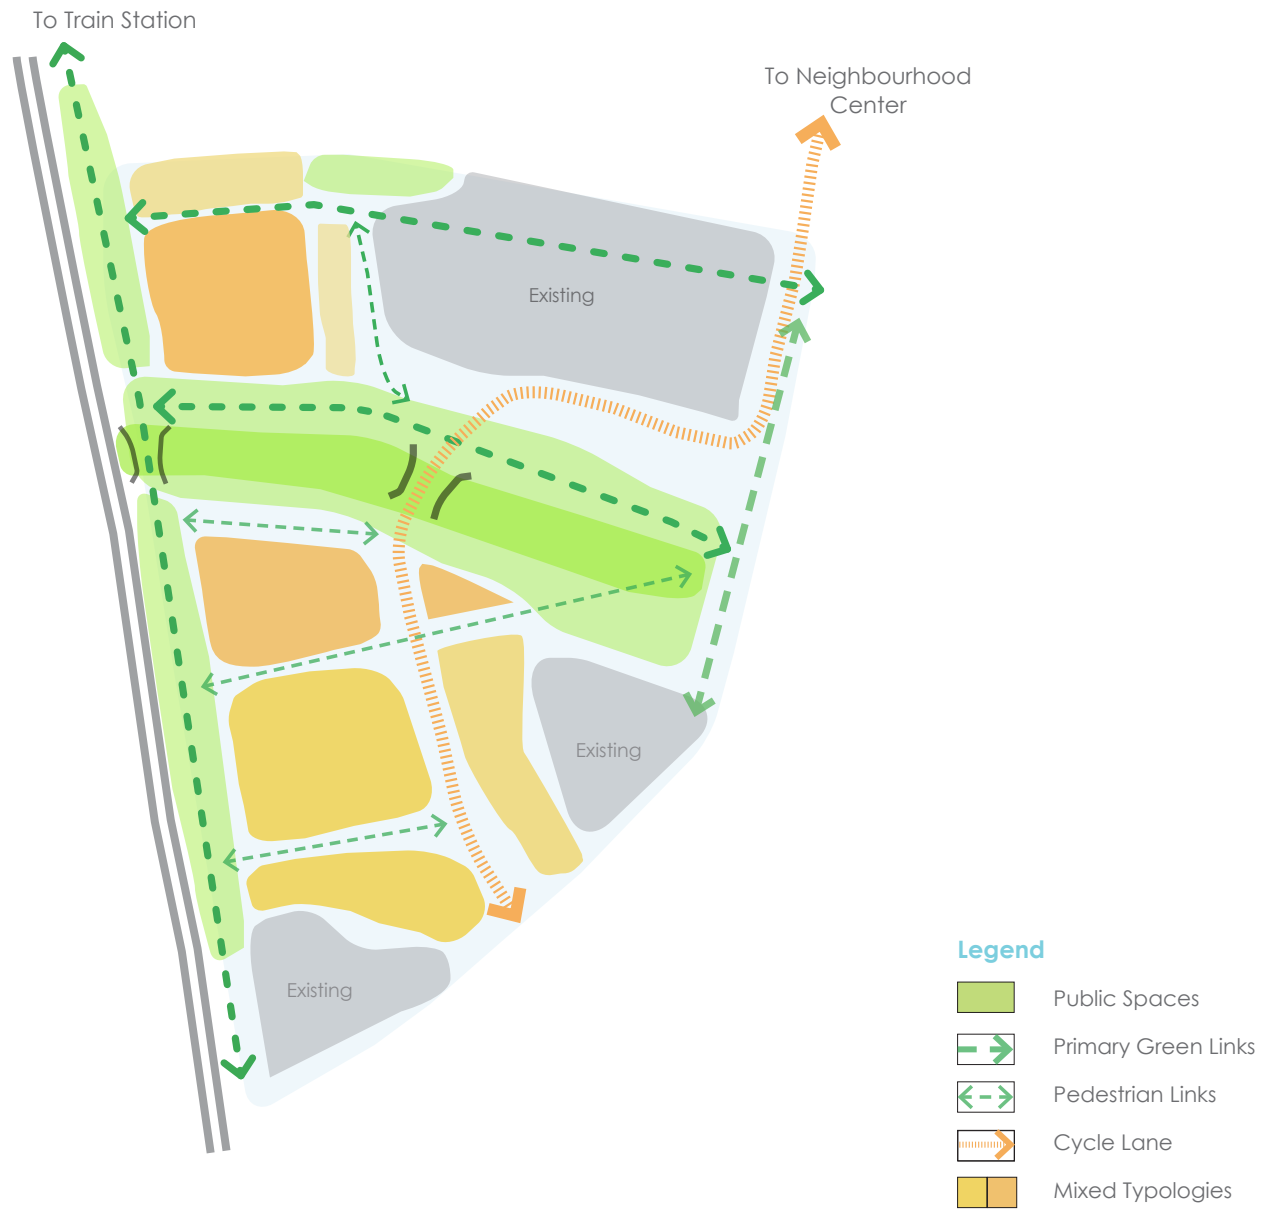 To Train Station
To Neighbourhood
Center
Existing
Existing
Existing
Legend
Public Spaces
Primary Green Links
Pedestrian Links
Cycle Lane
Mixed Typologies